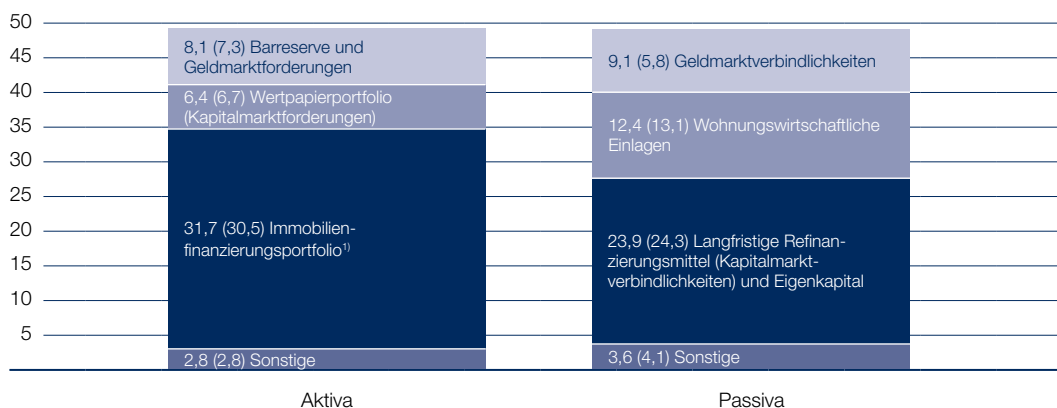 50
45
40
35
30
25
20
15
10
5
8,1 (7,3) Barreserve und
Geldmarktforderungen
6,4 (6,7) Wertpapierportfolio
(Kapitalmarktforderungen)
31,7 (30,5) Immobilien-
finanzierungsportfolio¹⁾
2,8 (2,8) Sonstige
9,1 (5,8) Geldmarktverbindlichkeiten
12,4 (13,1) Wohnungswirtschaftliche
Einlagen
23,9 (24,3) Langfristige Refinan-
zierungsmittel (Kapitalmarkt-
verbindlichkeiten) und Eigenkapital
3,6 (4,1) Sonstige
Aktiva
Passiva